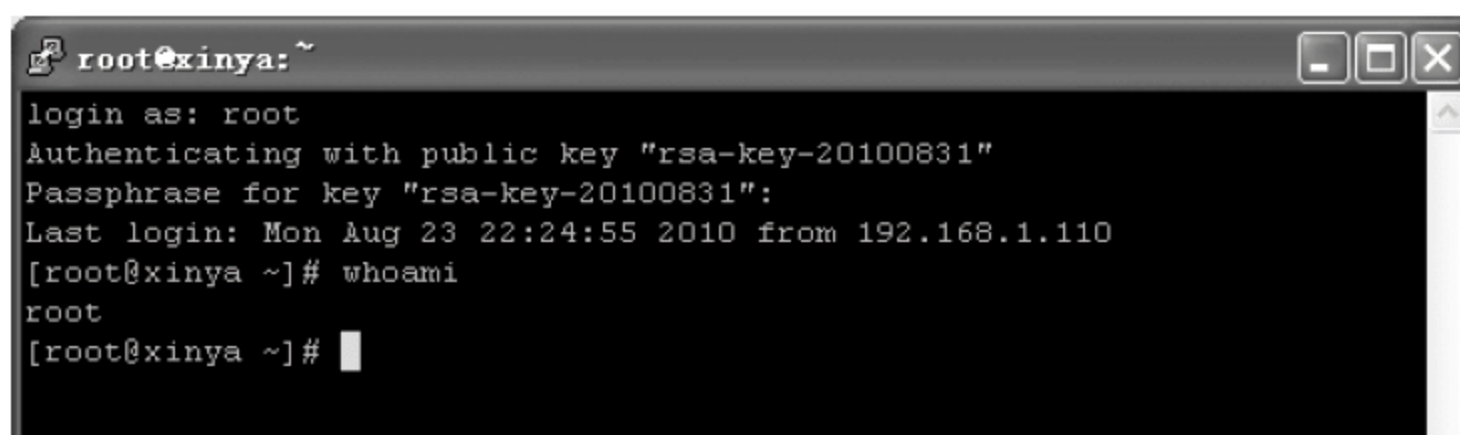 root@xinya:~
login as: root
Authenticating with public key "rsa-key-20100831"
Passphrase for key "rsa-key-20100831":
Last login: Mon Aug 23 22:24:55 2010 from 192.168.1.110
[root@xinya ~]# whoami
root
[root@xinya ~]#